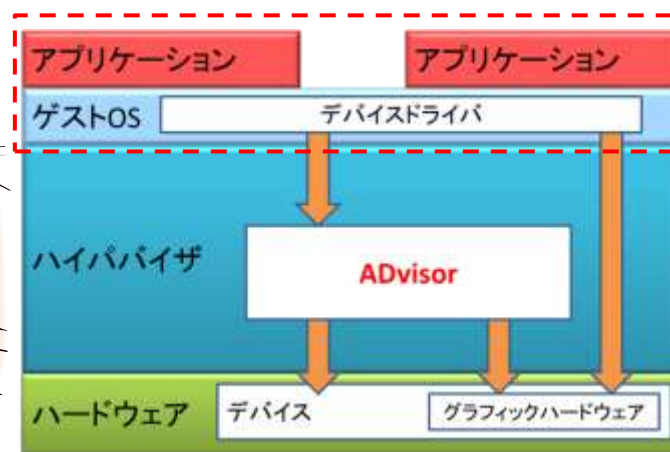 アプリケーション アプリケーション
ゲストOS デバイスドライバ
ハイパバイザ
ADvisor
ハードウェア デバイス グラフィックハードウェア